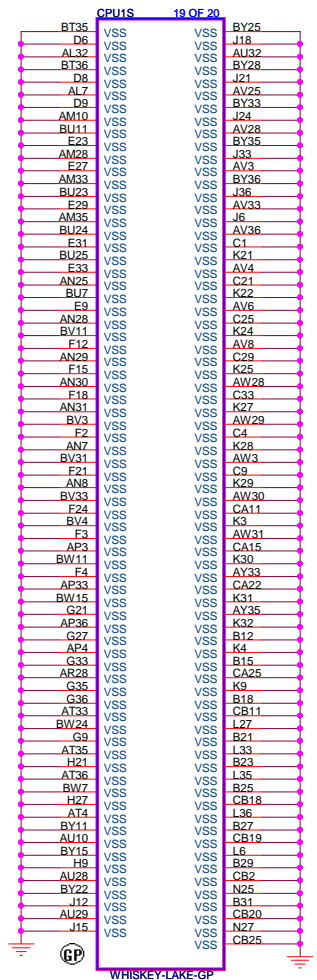 CPU1S 19 OF 20
BT35 VSS VSS BY25
D6 VSS VSS J18
AL32 VSS VSS AU32
BT36 VSS VSS BY28
D8 VSS VSS J21
AL7 VSS VSS AV25
D9 VSS VSS BY33
AM10 VSS VSS J24
BU11 VSS VSS AV28
E23 VSS VSS BY35
AM28 VSS VSS J33
E27 VSS VSS AV3
AM33 VSS VSS BY36
BU23 VSS VSS J36
E29 VSS VSS AV33
AM35 VSS VSS J6
BU24 VSS VSS AV36
E31 VSS VSS C1
BU25 VSS VSS K21
E33 VSS VSS AV4
AN25 VSS VSS C21
BU7 VSS VSS K22
E9 VSS VSS AV6
AN28 VSS VSS C25
BV11 VSS VSS K24
F12 VSS VSS AV8
AN29 VSS VSS C29
F15 VSS VSS K25
AN30 VSS VSS AW28
F18 VSS VSS C33
AN31 VSS VSS K27
BV3 VSS VSS AW29
F2 VSS VSS C4
AN7 VSS VSS K28
BV31 VSS VSS AW3
F21 VSS VSS C9
AN8 VSS VSS K29
BV33 VSS VSS AW30
F24 VSS VSS CA11
BV4 VSS VSS K3
F3 VSS VSS AW31
AP3 VSS VSS CA15
BW11 VSS VSS K30
F4 VSS VSS AY33
AP33 VSS VSS CA22
BW15 VSS VSS K31
G21 VSS VSS AY35
AP36 VSS VSS K32
G27 VSS VSS B12
AP4 VSS VSS K4
G33 VSS VSS B15
AR28 VSS VSS CA25
G35 VSS VSS K9
G36 VSS VSS B18
AT33 VSS VSS CB11
BW24 VSS VSS L27
G9 VSS VSS B21
AT35 VSS VSS L33
H21 VSS VSS B23
AT36 VSS VSS L35
BW7 VSS VSS B25
H27 VSS VSS CB18
AT4 VSS VSS L36
BY11 VSS VSS B27
AU10 VSS VSS CB19
BY15 VSS VSS L6
H9 VSS VSS B29
AU28 VSS VSS CB2
BY22 VSS VSS N25
J12 VSS VSS B31
AU29 VSS VSS CB20
J15 VSS VSS N27
VSS CB25
GP
WHISKEY-LAKE-GP